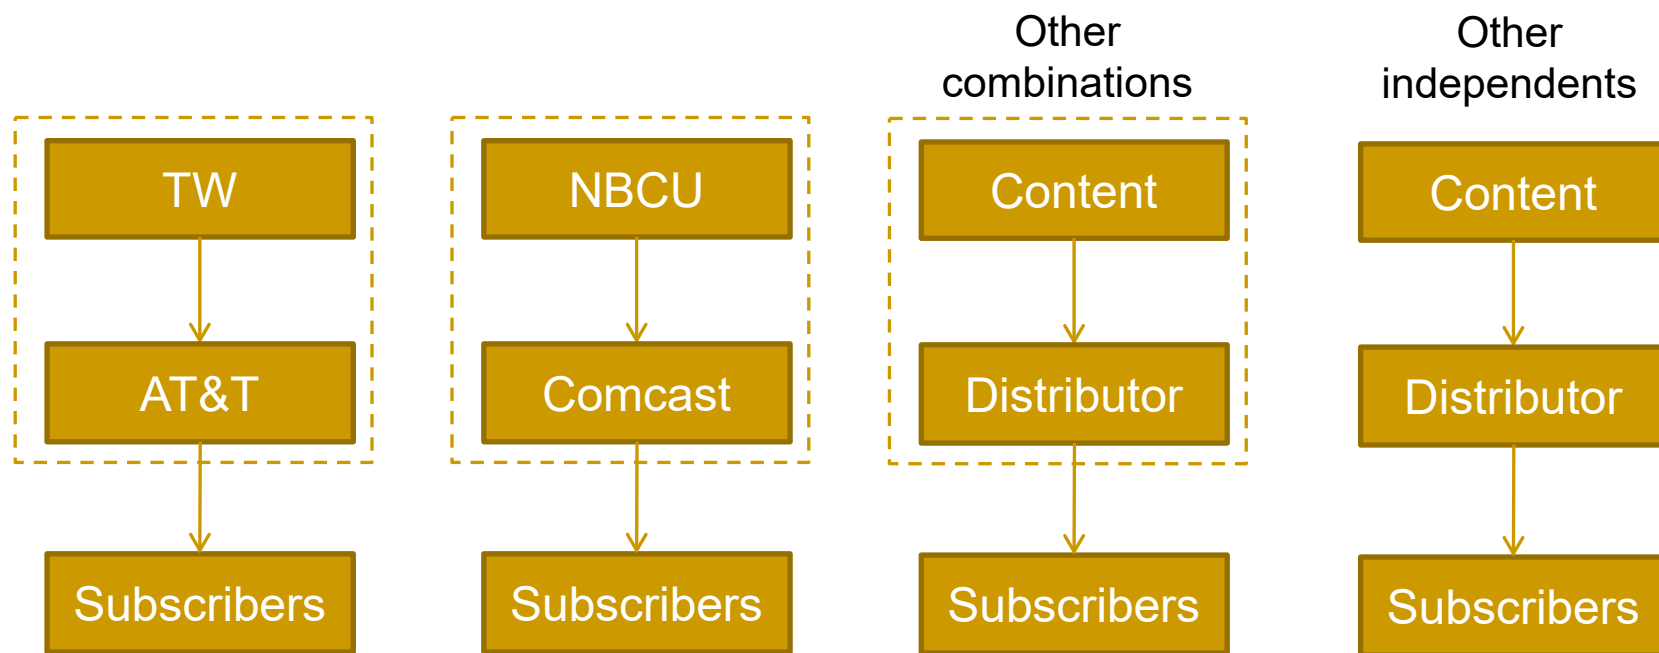 Other
combinations
Other
independents
TW
NBCU
Content
Content
AT&T
Comcast
Distributor
Distributor
Subscribers
Subscribers
Subscribers
Subscribers